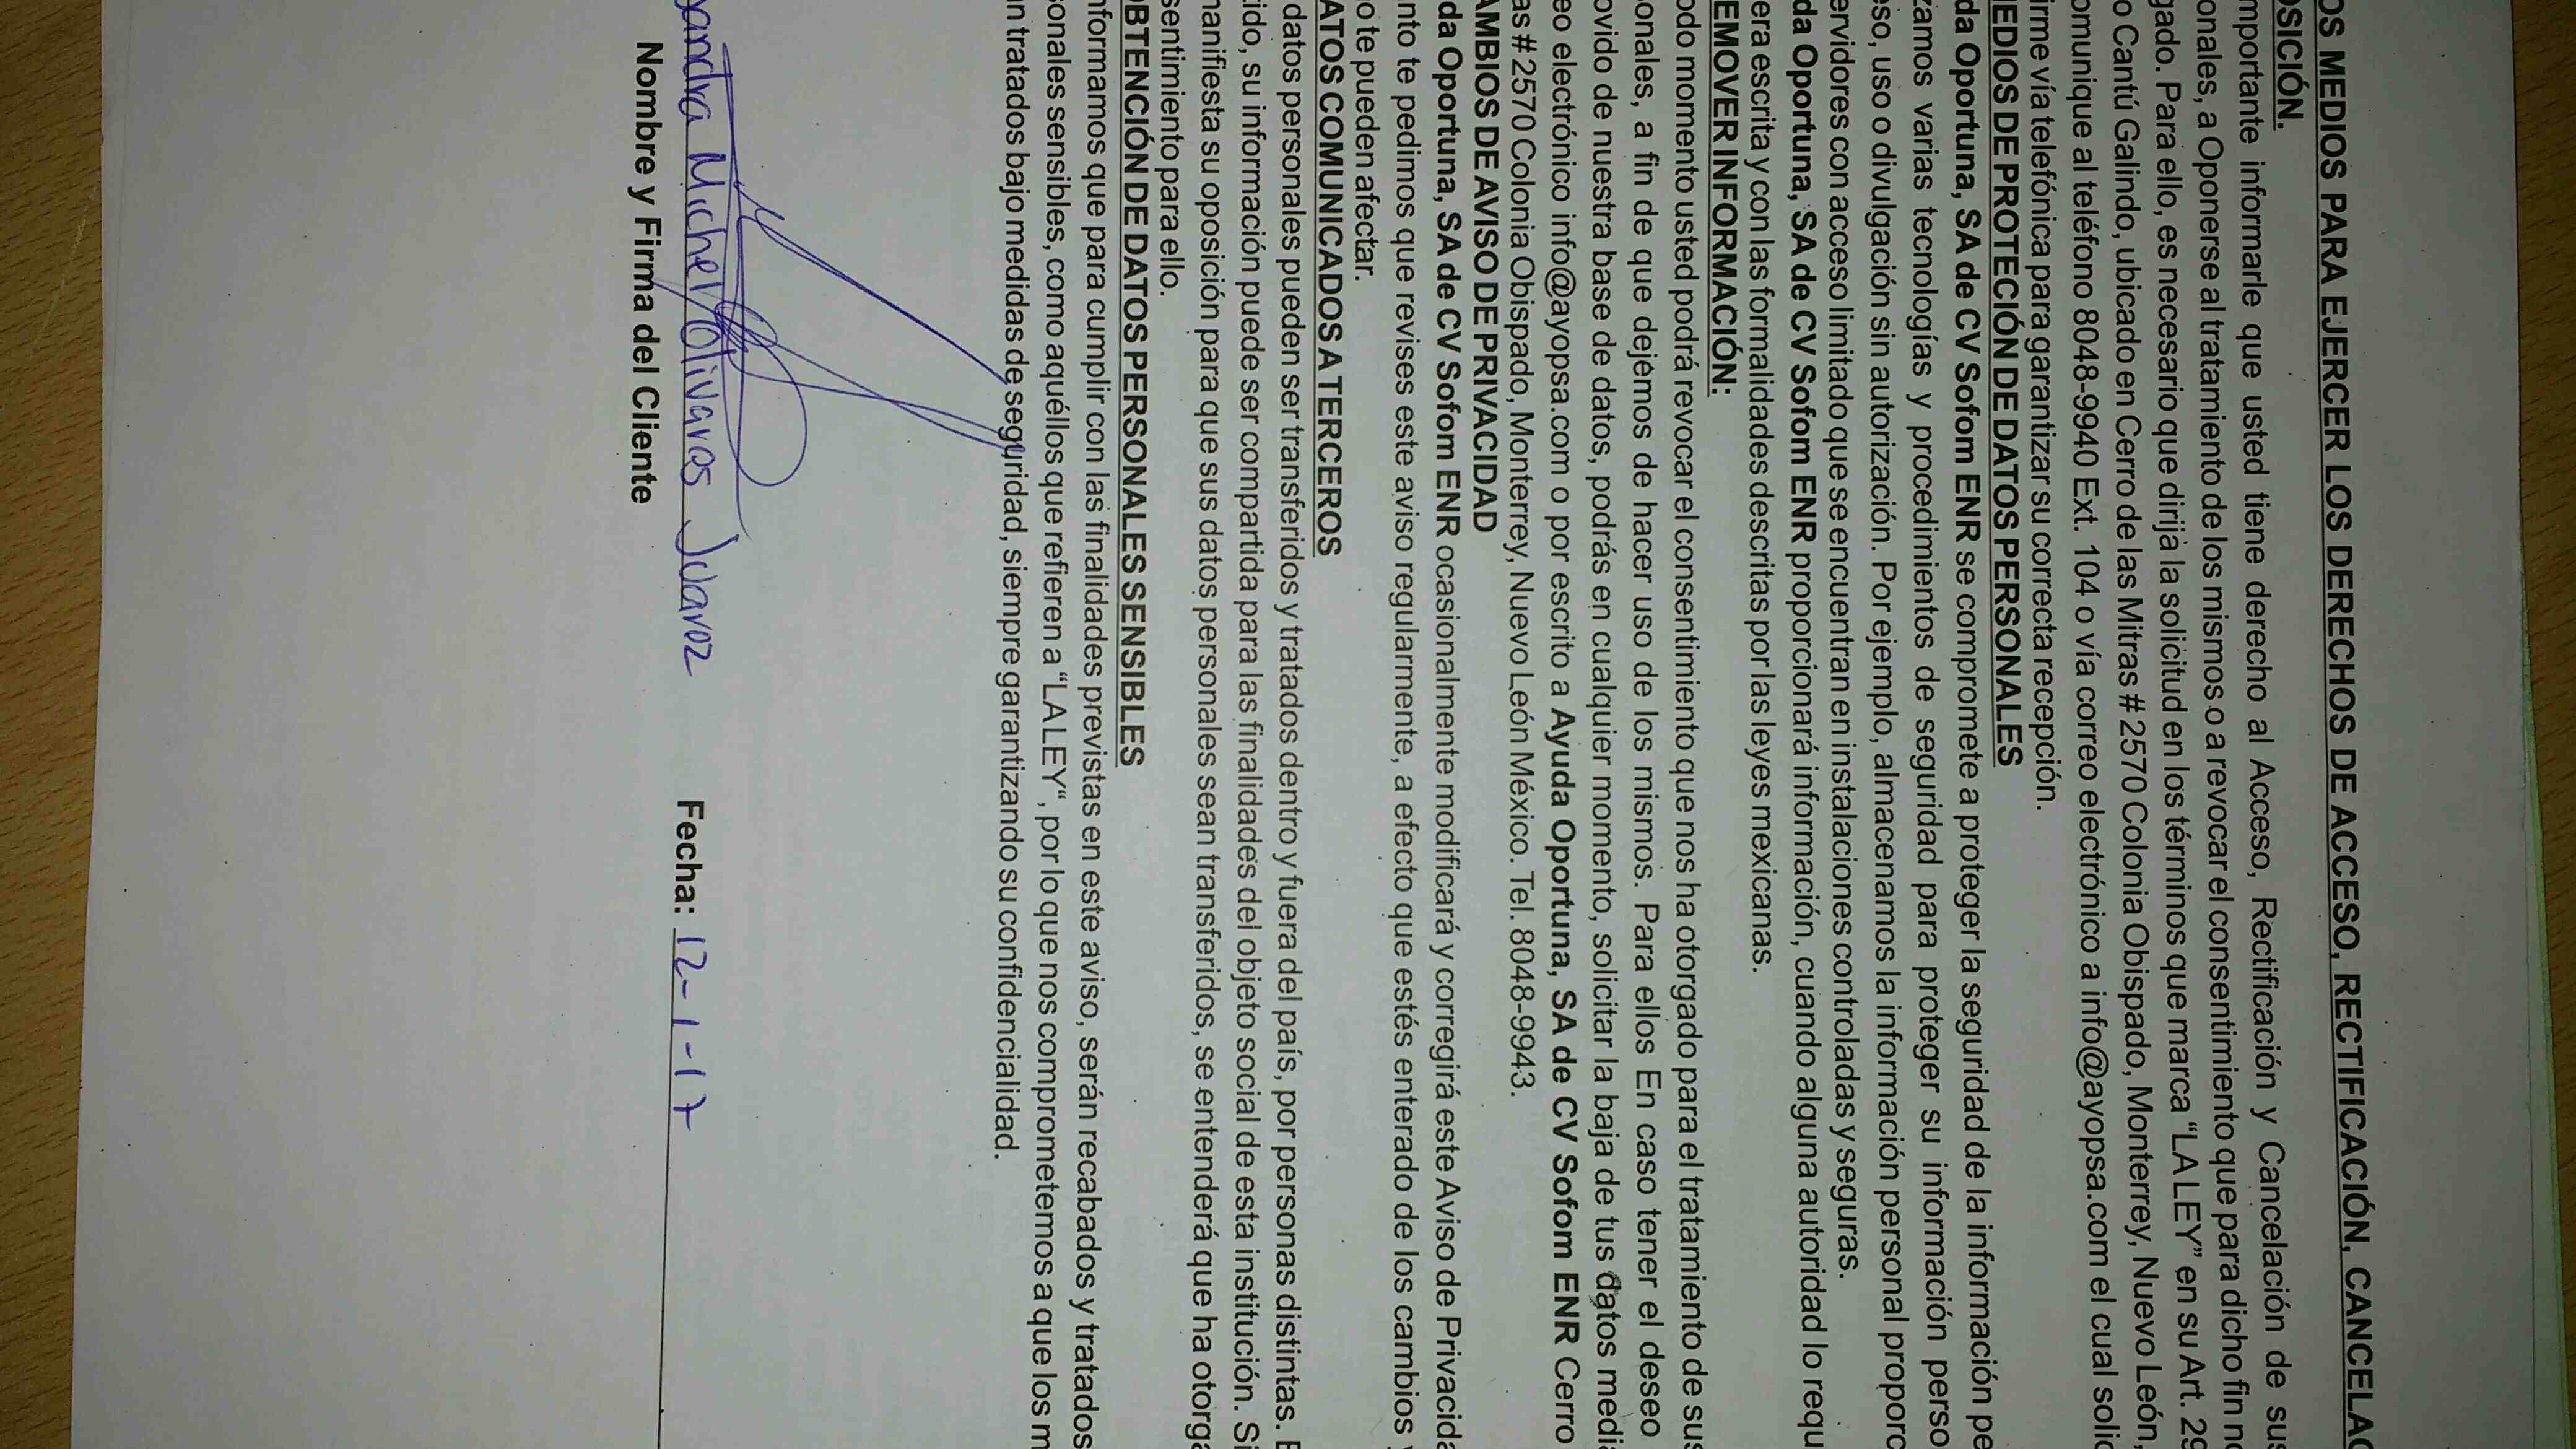 OS MEDIOS PARA EJERCER LOS DERECHOS DE ACCESO, RECTIFICACIÓN, CANCELAC
OSICIÓN.
mportante informarle que usted tiene derecho al Acceso, Rectificación y Cancelación de sus
onales, a Oponerse al tratamiento de los mismos o a revocar el consentimiento que para dicho fin no
gado. Para ello, es necesario que dirija la solicitud en los términos que marca “LA LEY” en su Art. 29
o Cantú Galindo, ubicado en Cerro de las Mitras # 2570 Colonia Obispado, Monterrey, Nuevo León,
omunique al teléfono 8048-9940 Ext. 104 o vía correo electrónico a info@ayopsa.com el cual solic
irme vía telefónica para garantizar su correcta recepción.
IEDIOS DE PROTECIÓN DE DATOS PERSONALES
da Oportuna, SA de CV Sofom ENR se compromete a proteger la seguridad de la información pe
zamos varias tecnologías y procedimientos de seguridad para proteger su información perso
eso, uso o divulgación sin autorización. Por ejemplo, almacenamos la información personal proporc
ervidores con acceso limitado que se encuentran en instalaciones controladas y seguras.
da Oportuna, SA de CV Sofom ENR proporcionará información, cuando alguna autoridad lo requ
era escrita y con las formalidades descritas por las leyes mexicanas.
EMOVER INFORMACIÓN:
odo momento usted podrá revocar el consentimiento que nos ha otorgado para el tratamiento de sus
onales, a fin de que dejemos de hacer uso de los mismos. Para ellos En caso tener el deseo
ovido de nuestra base de datos, podrás en cualquier momento, solicitar la baja de tus datos media
eo electrónico info@ayopsa.com o por escrito a Ayuda Oportuna, SA de CV Sofom ENR Cerro
as # 2570 Colonia Obispado, Monterrey, Nuevo León México. Tel. 8048-9943.
AMBIOS DE AVISO DE PRIVACIDAD
da Oportuna, SA de CV Sofom ENR ocasionalmente modificará y corregirá este Aviso de Privacida
nto te pedimos que revises este aviso regularmente, a efecto que estés enterado de los cambios y
o te pueden afectar.
ATOS COMUNICADOS A TERCEROS
datos personales pueden ser transferidos y tratados dentro y fuera del país, por personas distintas. E
tido, su información puede ser compartida para las finalidades del objeto social de esta institución. Si
nanifiesta su oposición para que sus datos personales sean transferidos, se entenderá que ha otorga
sentimiento para ello.
OBTENCIÓN DE DATOS PERSONALES SENSIBLES
nformamos que para cumplir con las finalidades previstas en este aviso, serán recabados y tratados
sonales sensibles, como aquéllos que refieren a “LA LEY“, por lo que nos comprometemos a que los m
án tratados bajo medidas de seguridad, siempre garantizando su confidencialidad.
Michel Olivares Juarez Fecha: 12-1-17
Nombre y Firma del Cliente